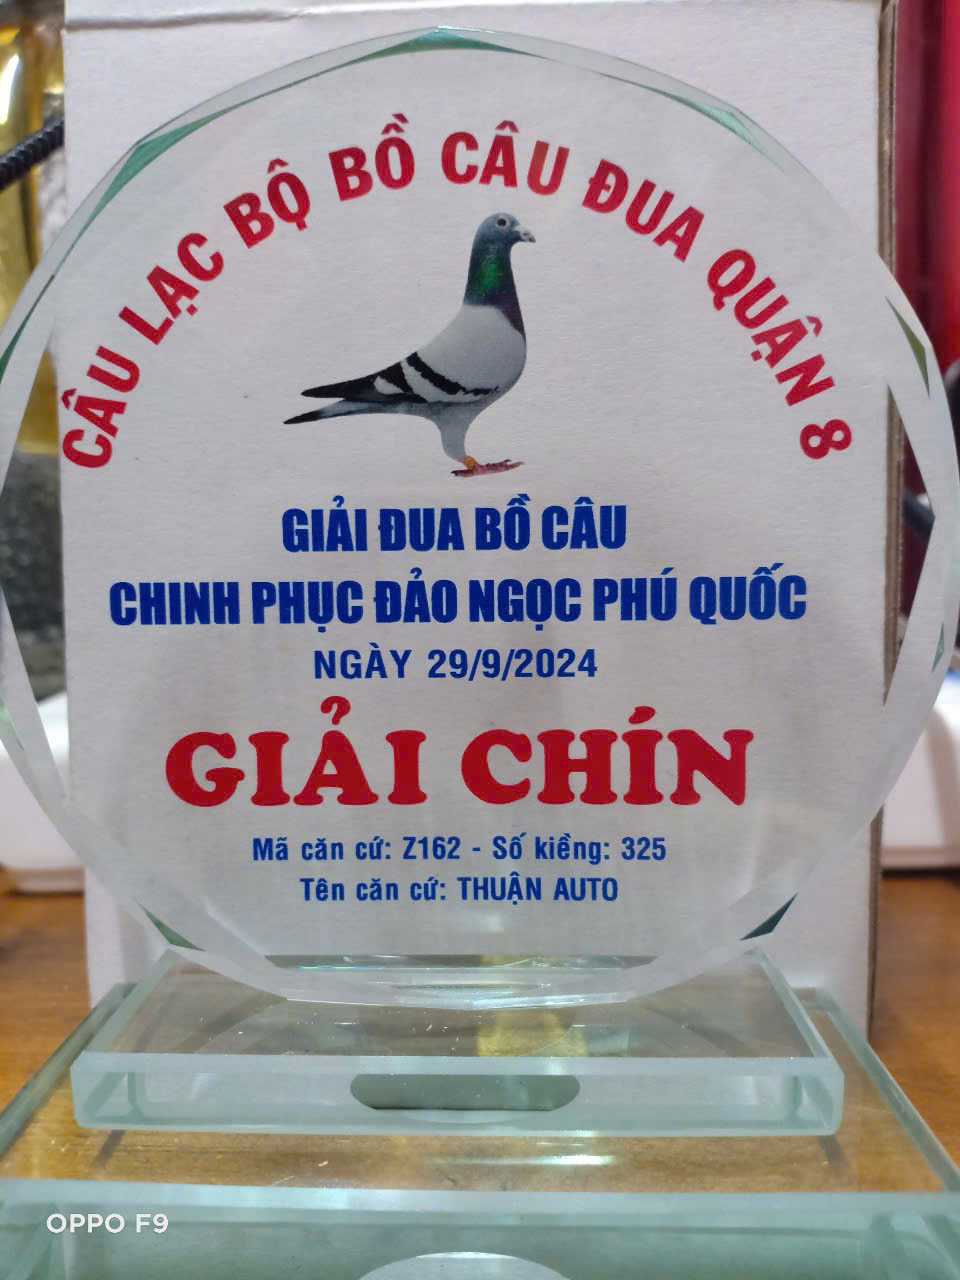 CÂU LẠC BỘ BỒ CÂU ĐUA QUẬN 8
GIẢI ĐUA BỒ CÂU
CHINH PHỤC ĐẢO NGỌC PHÚ QUỐC
NGÀY 29/9/2024
GIẢI CHÍN
Mã căn cứ: Z162 - Số kiềng: 325
Tên căn cứ: THUẬN AUTO
OPPO F9